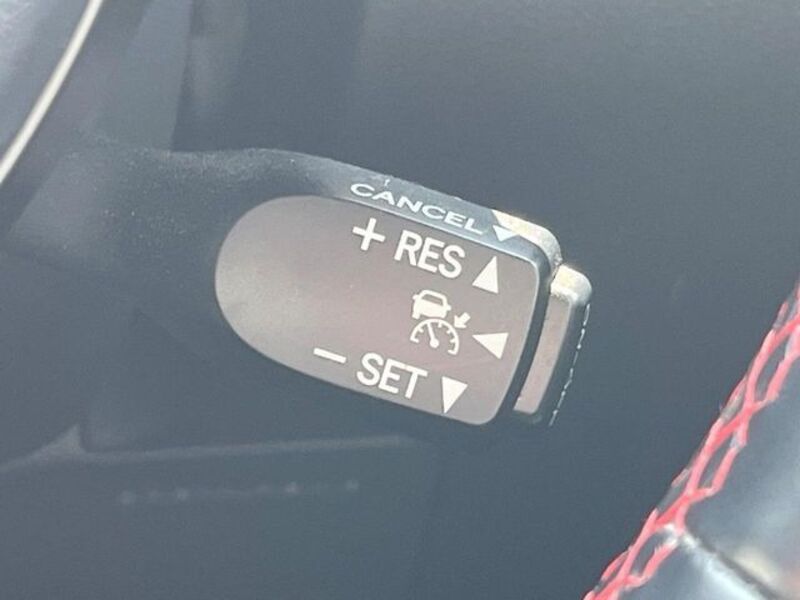 CANCEL
+ RES
- SET